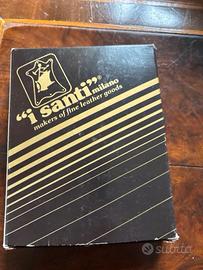 “i santi”®
milano
makers of fine leather goods
subito